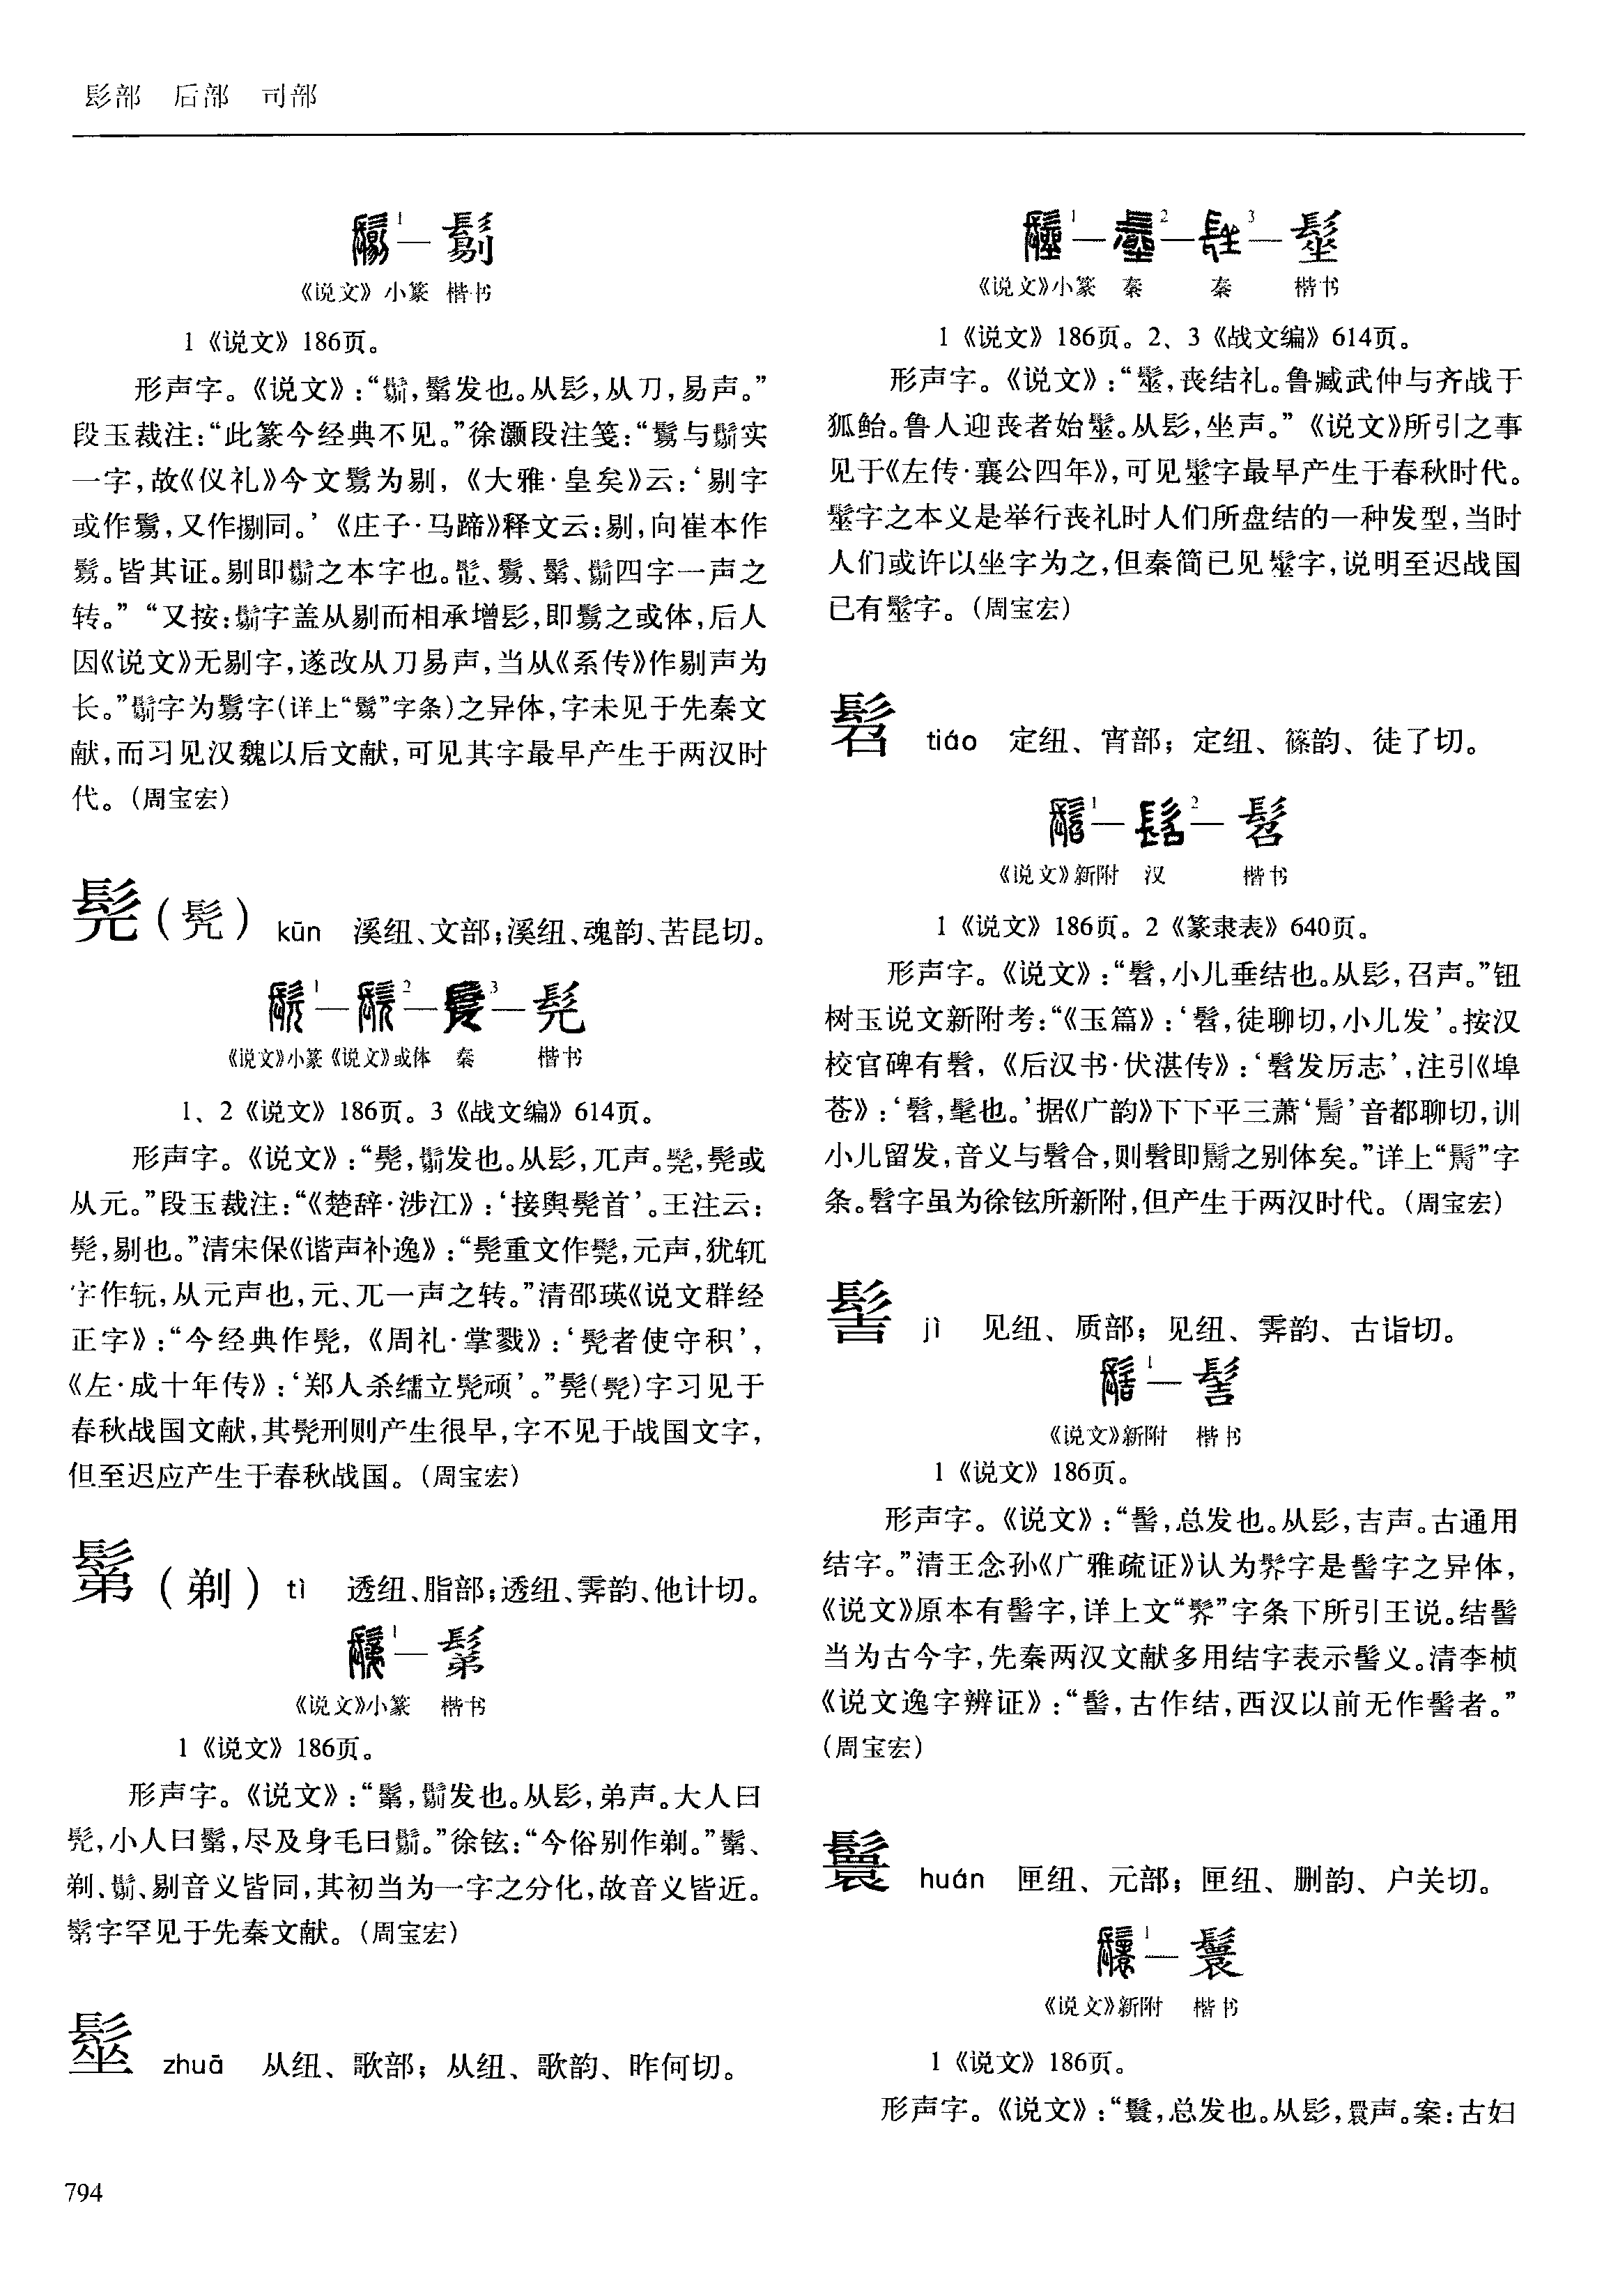 髟部　后部　司部
1—鬄
《说文》小篆 楷书
1《说文》186页。
形声字。《说文》:“鬄,鬀发也。从髟,从刀,易声。”
段玉裁注:“此篆今经典不见。”徐灏段注笺:“鬄与鬄实
一字,故《仪礼》今文鬄为剔,《大雅·皇矣》云:‘剔字
或作鬄,又作捌同。’《庄子·马蹄》释文云:剔,向崔本作
鬄。皆其证。剔即鬄之本字也。髢、鬄、鬀、鬄四字一声之
转。”“又按:鬄字盖从剔而相承增髟,即鬄之或体,后人
因《说文》无剔字,遂改从刀易声,当从《系传》作剔声为
长。”鬄字为鬄字(详上“鬄”字条)之异体,字未见于先秦文
献,而习见汉魏以后文献,可见其字最早产生于两汉时
代。(周宝宏)
髡(髠) kūn 溪纽、文部;溪纽、魂韵、苦昆切。
1—2—3—髡
《说文》小篆《说文》或体 秦 楷书
1、2《说文》186页。3《战文编》614页。
形声字。《说文》:“髡,鬄发也。从髟,兀声。髠,髡或
从元。”段玉裁注:“《楚辞·涉江》:‘接舆髡首’。王注云:
髡,剔也。”清宋保《谐声补逸》:“髡重文作髠,元声,犹軏
字作䡇,从元声也,元、兀一声之转。”清邵瑛《说文群经
正字》:“今经典作髡,《周礼·掌戮》:‘髡者使守积’,
《左·成十年传》:‘郑人杀繻立髡顽’。”髡(髠)字习见于
春秋战国文献,其髡刑则产生很早,字不见于战国文字,
但至迟应产生于春秋战国。(周宝宏)
鬀(剃) tì 透纽、脂部;透纽、霁韵、他计切。
1—鬀
《说文》小篆 楷书
1《说文》186页。
形声字。《说文》:“鬀,鬄发也。从髟,弟声。大人曰
髡,小人曰鬀,尽及身毛曰鬄。”徐铉:“今俗别作剃。”鬀、
剃、鬄、剔音义皆同,其初当为一字之分化,故音义皆近。
鬀字罕见于先秦文献。(周宝宏)
髽 zhuā 从纽、歌部;从纽、歌韵、昨何切。
1—2—3—髽
《说文》小篆 秦 秦 楷书
1《说文》186页。2、3《战文编》614页。
形声字。《说文》:“髽,丧结礼。鲁臧武仲与齐战于
狐鲐。鲁人迎丧者始髽。从髟,坐声。”《说文》所引之事
见于《左传·襄公四年》,可见髽字最早产生于春秋时代。
髽字之本义是举行丧礼时人们所盘结的一种发型,当时
人们或许以坐字为之,但秦简已见髽字,说明至迟战国
已有髽字。(周宝宏)
髫 tiáo 定纽、宵部;定纽、篠韵、徒了切。
1—2—髫
《说文》新附 汉 楷书
1《说文》186页。2《篆隶表》640页。
形声字。《说文》:“髫,小儿垂结也。从髟,召声。”钮
树玉说文新附考:“《玉篇》:‘髫,徒聊切,小儿发’。按汉
校官碑有髫,《后汉书·伏湛传》:‘髫发厉志’,注引《埤
苍》:‘髫,髦也。’据《广韵》下下平三萧‘鬋’音都聊切,训
小儿留发,音义与髫合,则髫即鬋之别体矣。”详上“鬋”字
条。髫字虽为徐铉所新附,但产生于两汉时代。(周宝宏)
髻 jì 见纽、质部;见纽、霁韵、古诣切。
1—髻
《说文》新附 楷书
1《说文》186页。
形声字。《说文》:“髻,总发也。从髟,吉声。古通用
结字。”清王念孙《广雅疏证》认为䯰字是髻字之异体,
《说文》原本有髻字,详上文“䯰”字条下所引王说。结髻
当为古今字,先秦两汉文献多用结字表示髻义。清李桢
《说文逸字辨证》:“髻,古作结,西汉以前无作髻者。”
(周宝宏)
鬟 huán 匣纽、元部;匣纽、删韵、户关切。
1—鬟
《说文》新附 楷书
1《说文》186页。
形声字。《说文》:“鬟,总发也。从髟,睘声。案:古妇
794